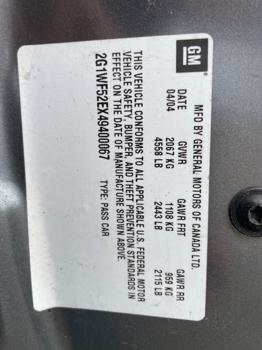 GM
MFD BY GENERAL MOTORS OF CANADA LTD.
DATE GVWR GAWR FRT GAWR RR
04/04 2067 KG 1108 KG 959 KG
4558 LB 2443 LB 2115 LB
THIS VEHICLE CONFORMS TO ALL APPLICABLE U.S. FEDERAL MOTOR
VEHICLE SAFETY, BUMPER, AND THEFT PREVENTION STANDARDS IN
EFFECT ON THE DATE OF MANUFACTURE SHOWN ABOVE.
2G1WF52EX49400067 TYPE: PASS CAR